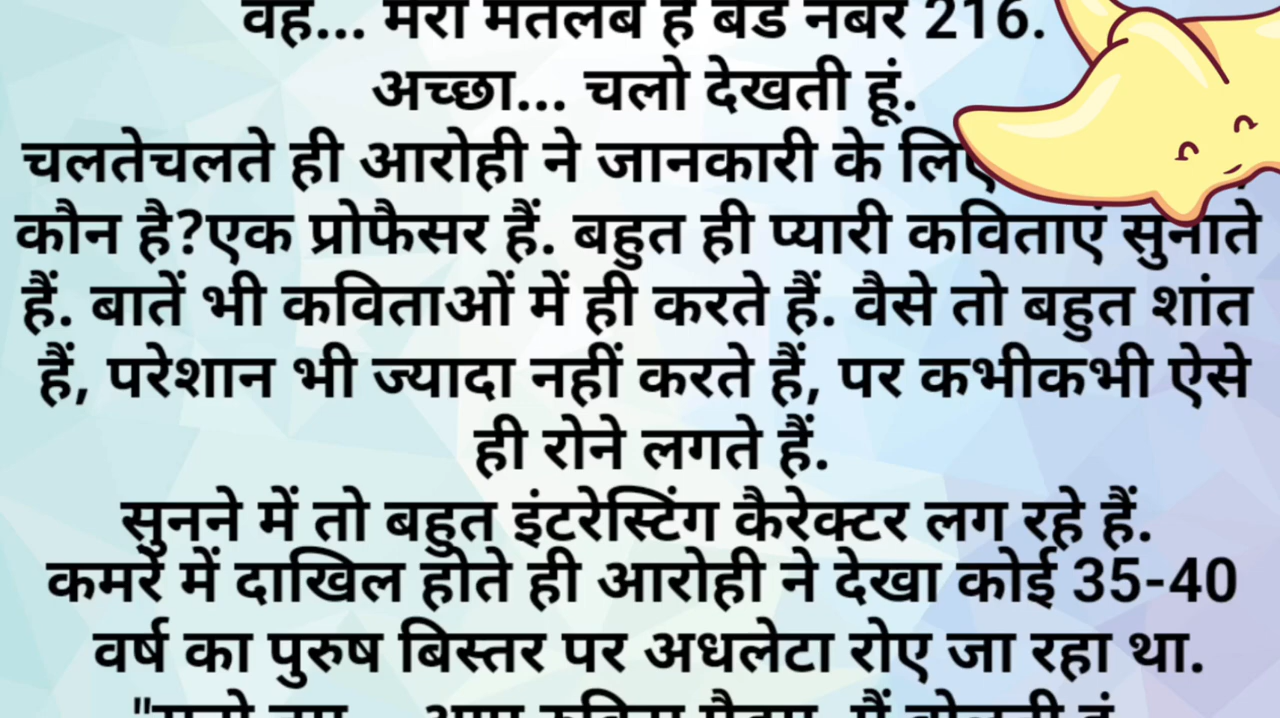 वह... मेरा मतलब है बेड नंबर 216.
अच्छा... चलो देखती हूं.
चलतेचलते ही आरोही ने जानकारी के लिए
कौन है?एक प्रोफैसर हैं. बहुत ही प्यारी कविताएं सुनाते
हैं. बातें भी कविताओं में ही करते हैं. वैसे तो बहुत शांत
हैं, परेशान भी ज्यादा नहीं करते हैं, पर कभीकभी ऐसे
ही रोने लगते हैं.
सुनने में तो बहुत इंटरेस्टिंग कैरेक्टर लग रहे हैं.
कमरे में दाखिल होते ही आरोही ने देखा कोई 35-40
वर्ष का पुरुष बिस्तर पर अधलेटा रोए जा रहा था.